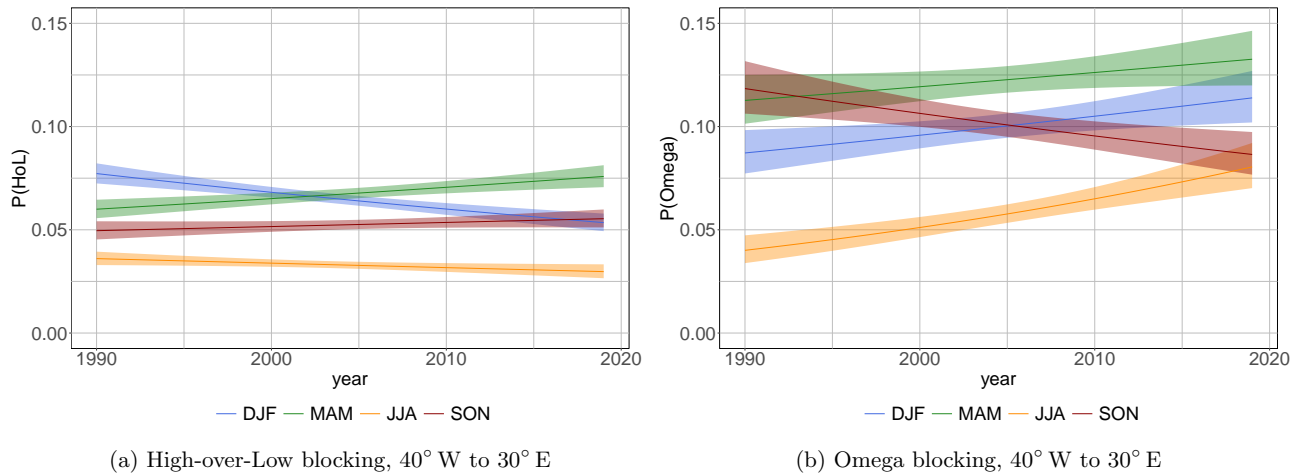 0.15
0.10
0.05
0.00
P(HoL)
1990 2000 2010 2020
year
DJF MAM JJA SON
(a) High-over-Low blocking, 40° W to 30° E
0.15
0.10
0.05
0.00
P(Omega)
1990 2000 2010 2020
year
DJF MAM JJA SON
(b) Omega blocking, 40° W to 30° E